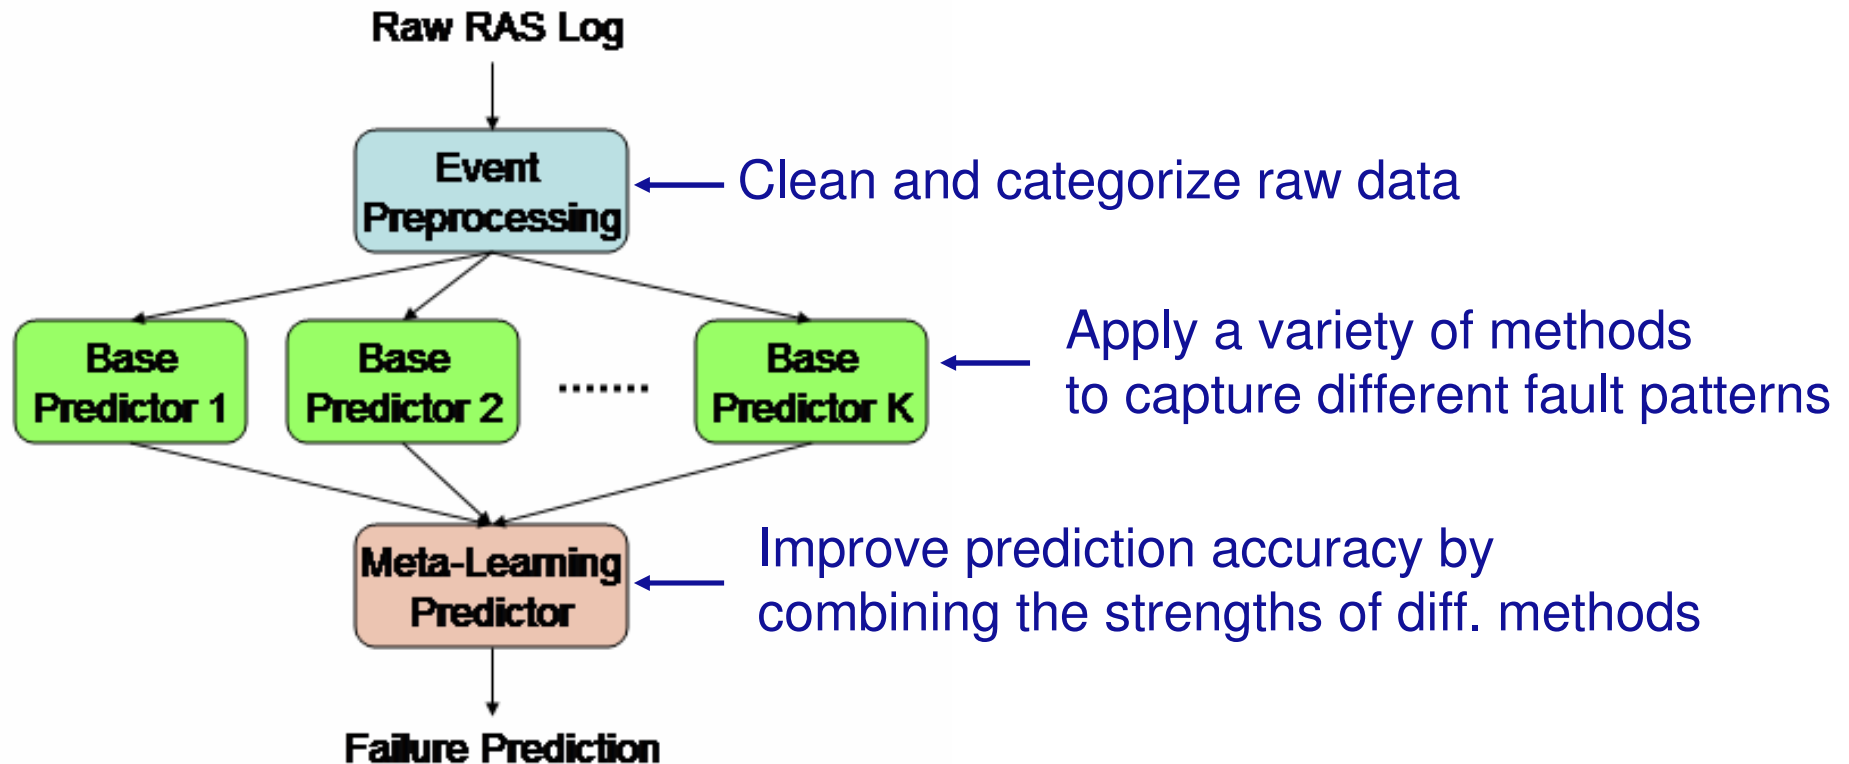 Raw RAS Log
Event
Preprocessing
Clean and categorize raw data
Base
Predictor 1
Base
Predictor 2
.......
Base
Predictor K
Apply a variety of methods
to capture different fault patterns
Meta-Learning
Predictor
Improve prediction accuracy by
combining the strengths of diff. methods
Failure Prediction